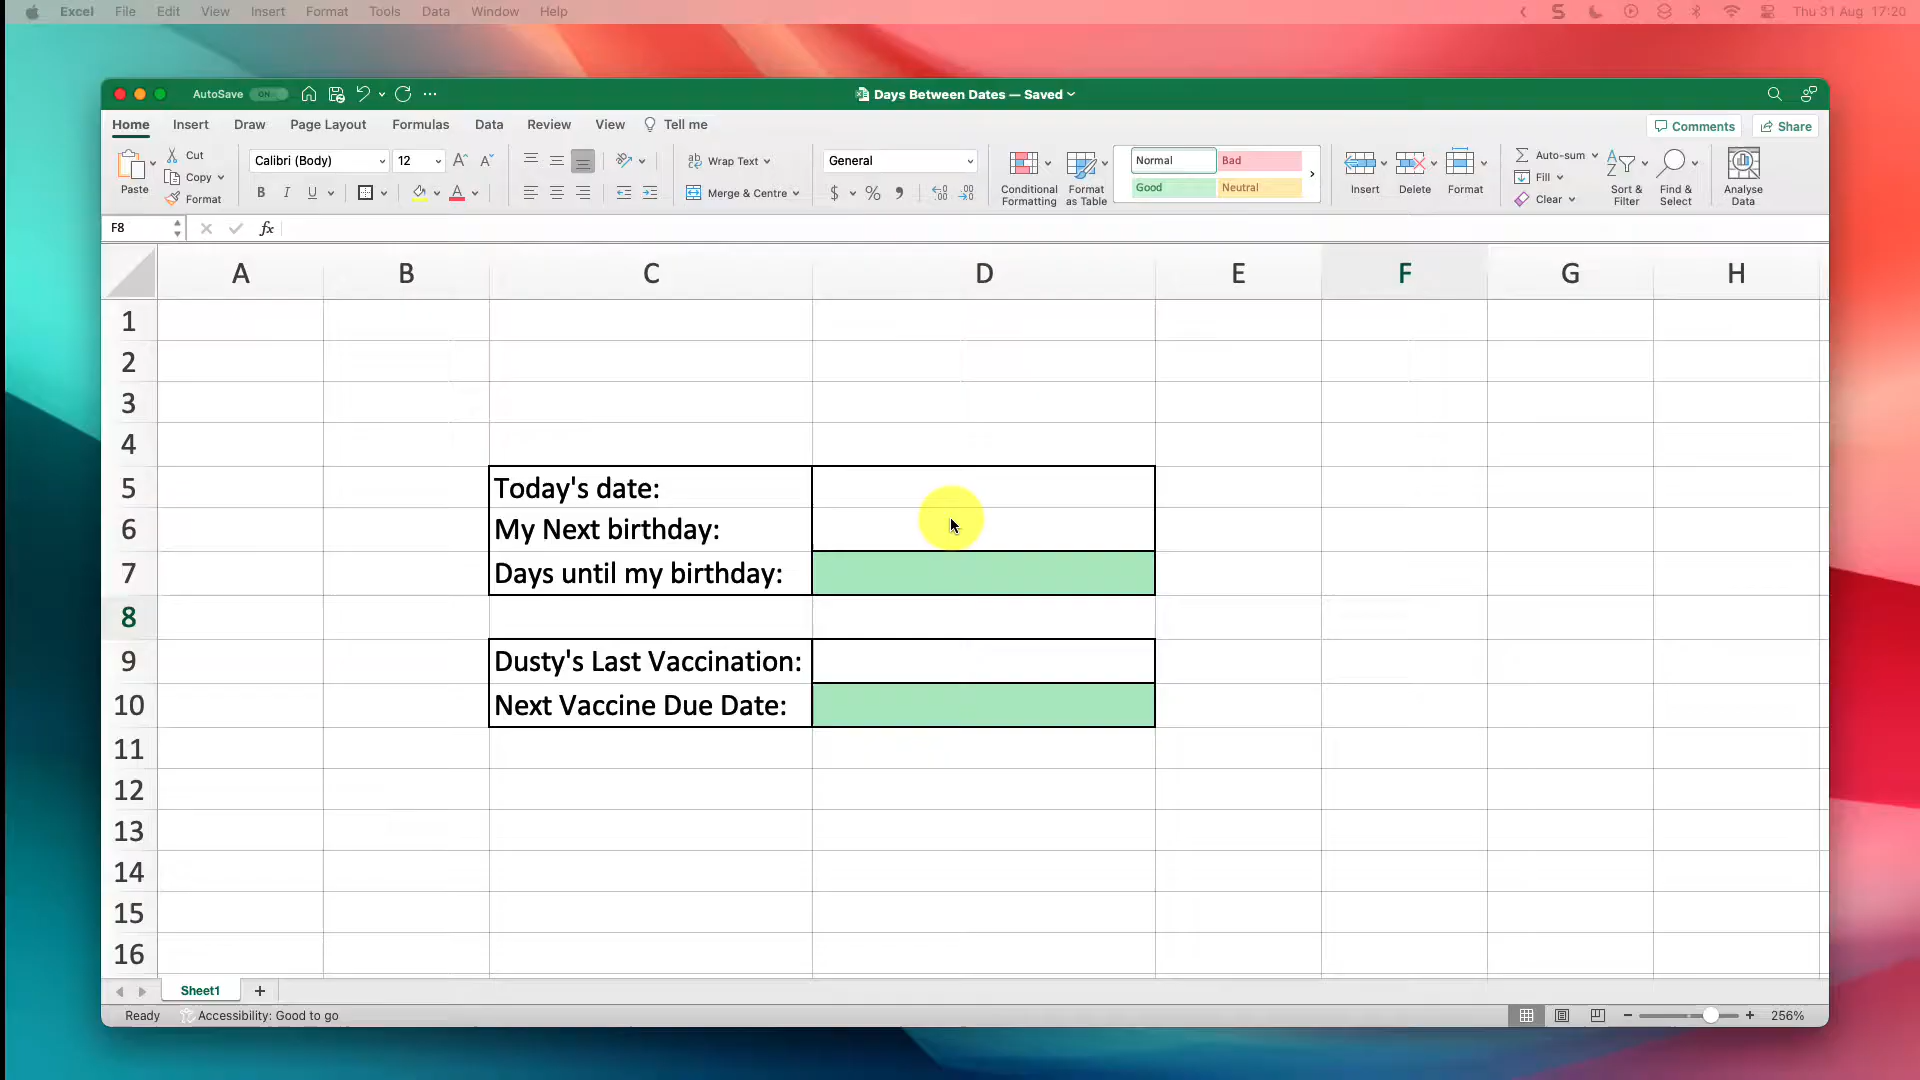 Excel File Edit View Insert Format Tools Data Window Help Thu 31 Aug 17:20
AutoSave ON Days Between Dates — Saved
Home Insert Draw Page Layout Formulas Data Review View Tell me Comments Share
Paste Cut Copy Format
Calibri (Body) 12
B I U
Wrap Text
Merge & Centre
General
$ %
Conditional Formatting
Format as Table
Normal Bad
Good Neutral
Insert Delete Format
Auto-sum
Fill
Clear
Sort & Filter
Find & Select
Analyse Data
F8 fx
A B C D E F G H
1
2
3
4
5 Today's date:
6 My Next birthday:
7 Days until my birthday:
8
9 Dusty's Last Vaccination:
10 Next Vaccine Due Date:
11
12
13
14
15
16
Sheet1
Ready Accessibility: Good to go 256%